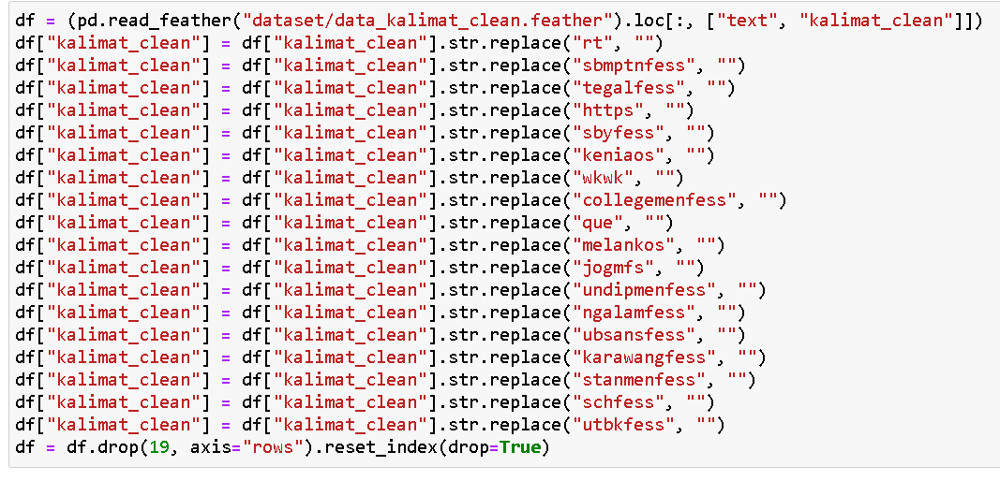 df = (pd.read_feather("dataset/data_kalimat_clean.feather").loc[:, ["text", "kalimat_clean"]])
df["kalimat_clean"] = df["kalimat_clean"].str.replace("rt", "")
df["kalimat_clean"] = df["kalimat_clean"].str.replace("sbmptnfess", "")
df["kalimat_clean"] = df["kalimat_clean"].str.replace("tegalfess", "")
df["kalimat_clean"] = df["kalimat_clean"].str.replace("https", "")
df["kalimat_clean"] = df["kalimat_clean"].str.replace("sbyfess", "")
df["kalimat_clean"] = df["kalimat_clean"].str.replace("keniaos", "")
df["kalimat_clean"] = df["kalimat_clean"].str.replace("wkwk", "")
df["kalimat_clean"] = df["kalimat_clean"].str.replace("collegemenfess", "")
df["kalimat_clean"] = df["kalimat_clean"].str.replace("que", "")
df["kalimat_clean"] = df["kalimat_clean"].str.replace("melankos", "")
df["kalimat_clean"] = df["kalimat_clean"].str.replace("jogmfs", "")
df["kalimat_clean"] = df["kalimat_clean"].str.replace("undipmenfess", "")
df["kalimat_clean"] = df["kalimat_clean"].str.replace("ngalamfess", "")
df["kalimat_clean"] = df["kalimat_clean"].str.replace("ubsansfess", "")
df["kalimat_clean"] = df["kalimat_clean"].str.replace("karawangfess", "")
df["kalimat_clean"] = df["kalimat_clean"].str.replace("stanmenfess", "")
df["kalimat_clean"] = df["kalimat_clean"].str.replace("schfess", "")
df["kalimat_clean"] = df["kalimat_clean"].str.replace("utbkfess", "")
df = df.drop(19, axis="rows").reset_index(drop=True)